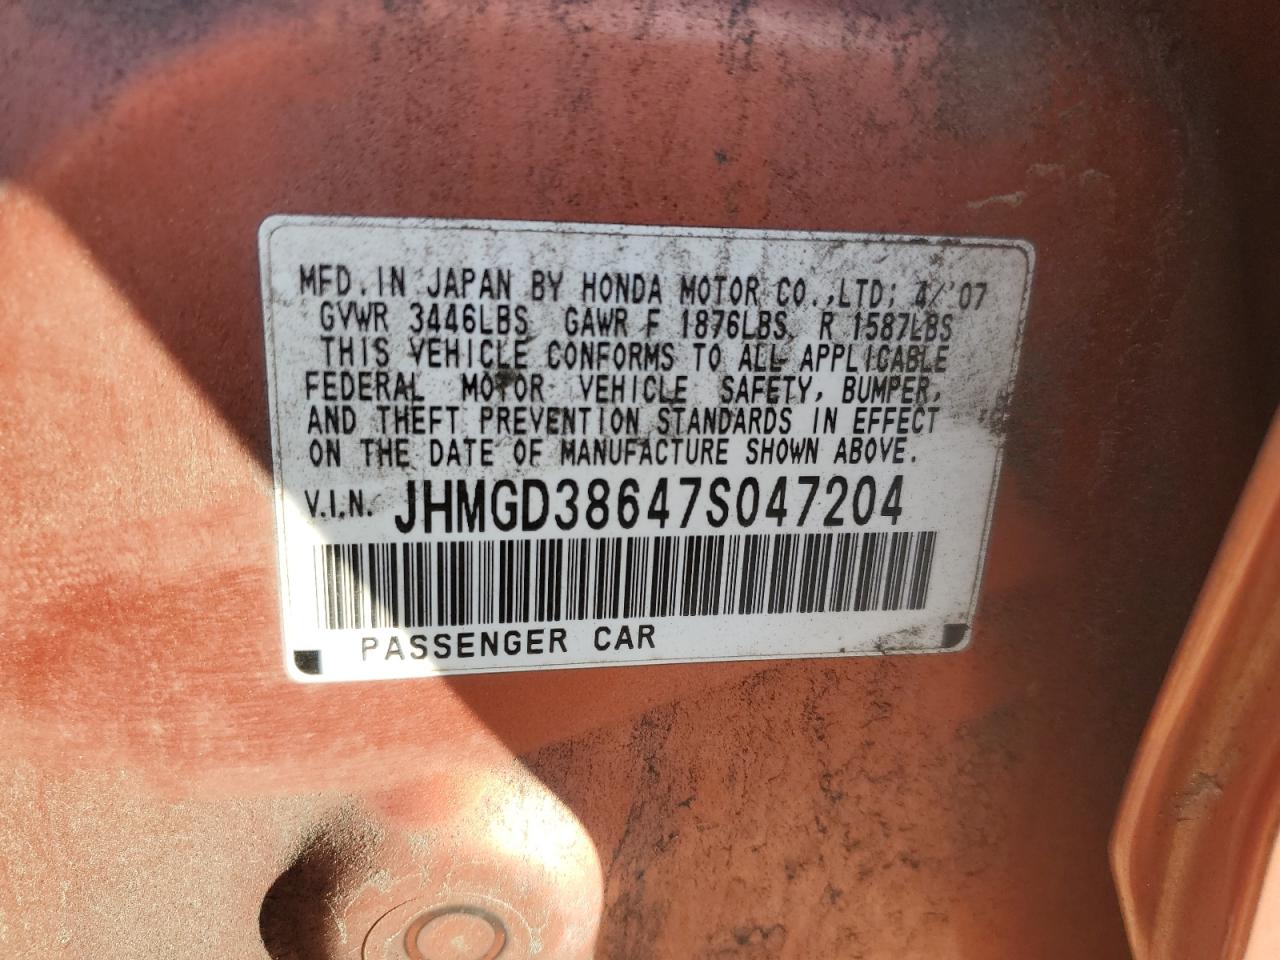 MFD. IN JAPAN BY HONDA MOTOR CO.,LTD; 4/'07
GVWR 3446LBS GAWR F 1876LBS R 1587LBS
THIS VEHICLE CONFORMS TO ALL APPLICABLE
FEDERAL MOTOR VEHICLE SAFETY, BUMPER,
AND THEFT PREVENTION STANDARDS IN EFFECT
ON THE DATE OF MANUFACTURE SHOWN ABOVE.
V.I.N. JHMGD38647S047204
PASSENGER CAR